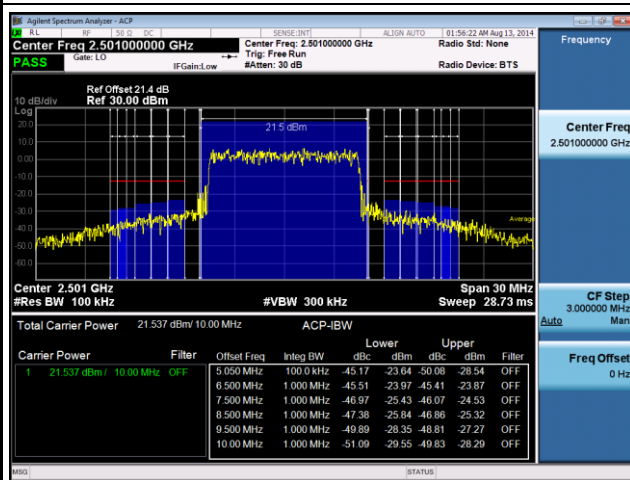 Agilent Spectrum Analyzer - ACP
RL RF 50 Ω DC SENSE:INT ALIGN AUTO 01:56:22 AM Aug 13, 2014
Center Freq 2.501000000 GHz Center Freq: 2.501000000 GHz Radio Std: None Frequency
PASS Gate: LO Trig: Free Run
IFGain:Low #Atten: 30 dB Radio Device: BTS
Ref Offset 21.4 dB
10 dB/div Ref 30.00 dBm
Log
20.0
10.0
0.00
-10.0
-20.0
-30.0
-40.0
-50.0
-60.0
21.5 dBm
Average
Center Freq
2.501000000 GHz
Center 2.501 GHz Span 30 MHz
#Res BW 100 kHz #VBW 300 kHz Sweep 28.73 ms
CF Step
3.000000 MHz
Auto Man
Total Carrier Power 21.537 dBm/ 10.00 MHz ACP-IBW
Lower Upper
Carrier Power Filter Offset Freq Integ BW dBc dBm dBc dBm Filter
1 21.537 dBm / 10.00 MHz OFF 5.050 MHz 100.0 kHz -45.17 -23.64 -50.08 -28.54 OFF
6.500 MHz 1.000 MHz -45.51 -23.97 -45.41 -23.87 OFF
7.500 MHz 1.000 MHz -46.97 -25.43 -46.07 -24.53 OFF
8.500 MHz 1.000 MHz -47.38 -25.84 -46.86 -25.32 OFF
9.500 MHz 1.000 MHz -49.89 -28.35 -48.81 -27.27 OFF
10.00 MHz 1.000 MHz -51.09 -29.55 -49.83 -28.29 OFF
Freq Offset
0 Hz
MSG STATUS